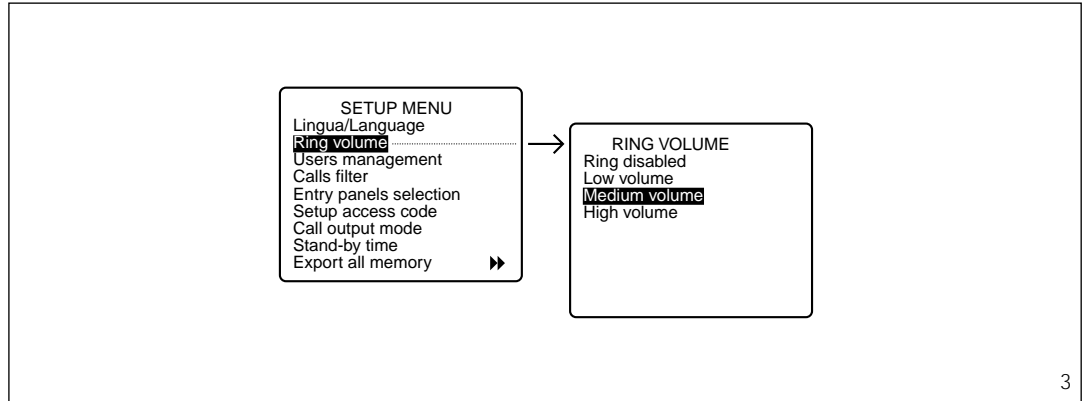 SETUP MENU
Lingua/Language
Ring volume
Users management
Calls filter
Entry panels selection
Setup access code
Call output mode
Stand-by time
Export all memory
RING VOLUME
Ring disabled
Low volume
Medium volume
High volume
3